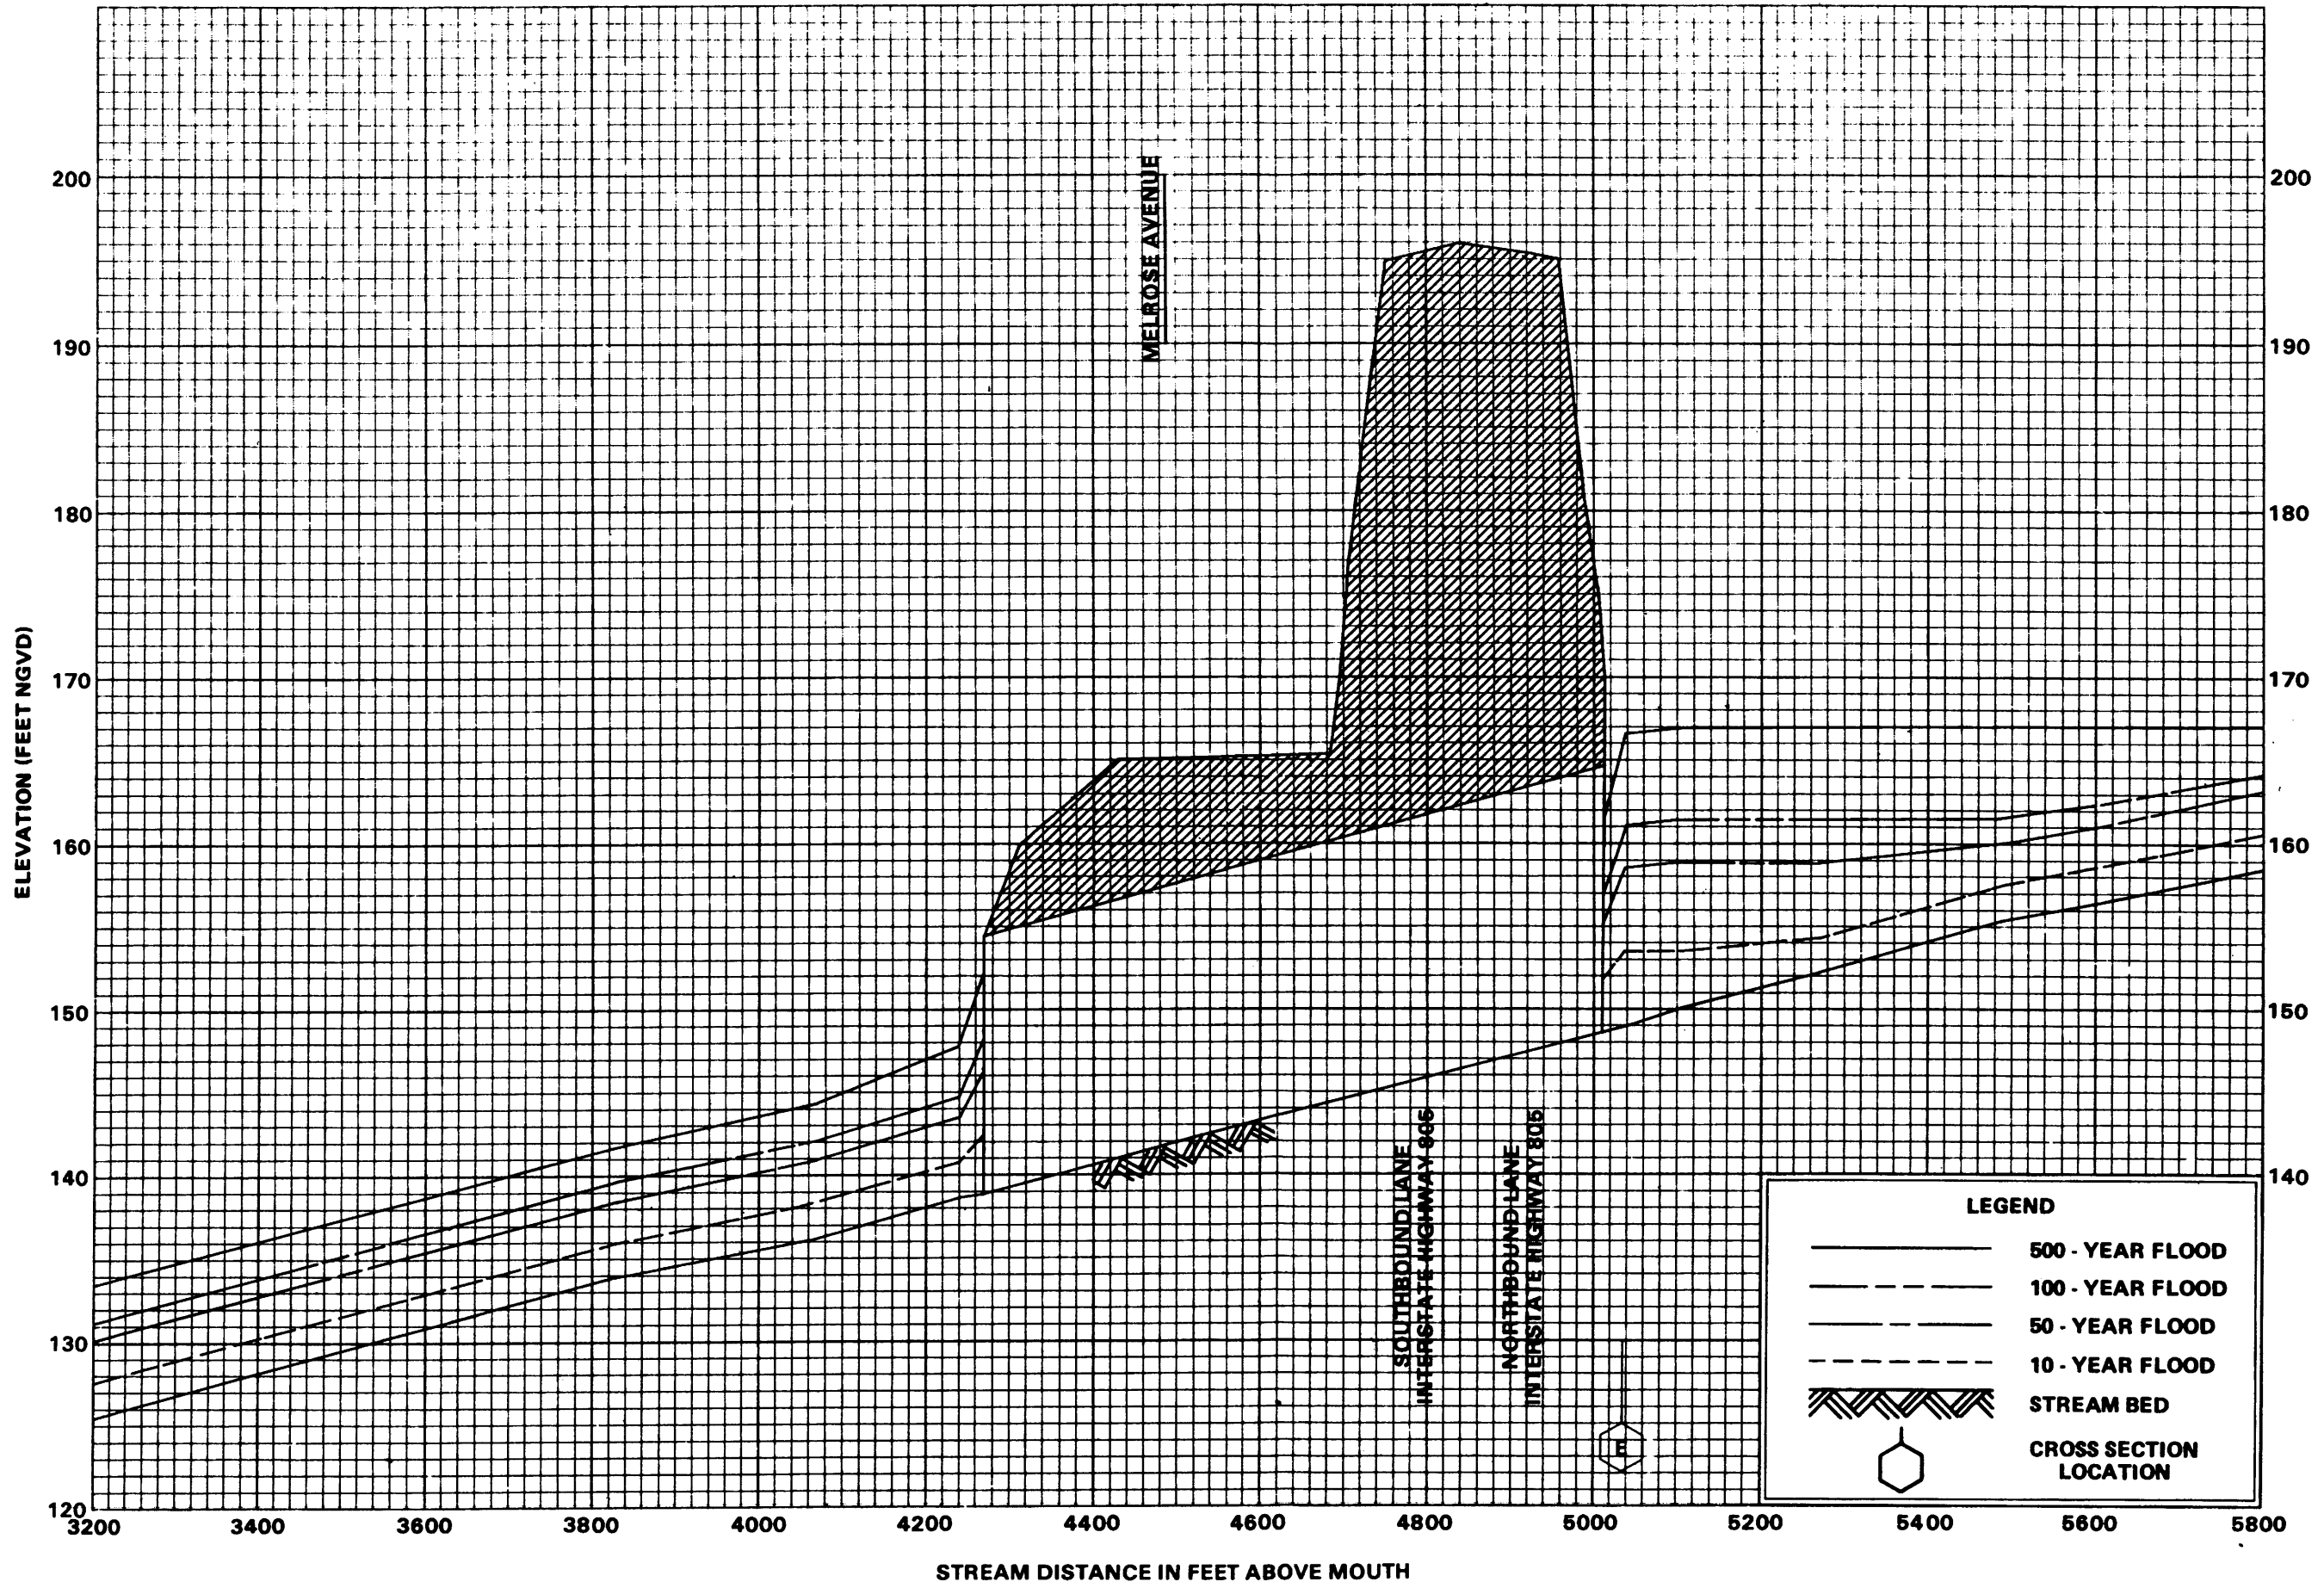 MELROSE AVENUE
200
190
180
170
160
150
140
130
120
ELEVATION (FEET NGVD)
200
190
180
170
160
150
140
SOUTHBOUND LANE
INTERSTATE HIGHWAY 805
NORTHBOUND LANE
INTERSTATE HIGHWAY 805
E
LEGEND
500 - YEAR FLOOD
100 - YEAR FLOOD
50 - YEAR FLOOD
10 - YEAR FLOOD
STREAM BED
CROSS SECTION
LOCATION
3200 3400 3600 3800 4000 4200 4400 4600 4800 5000 5200 5400 5600 5800
STREAM DISTANCE IN FEET ABOVE MOUTH